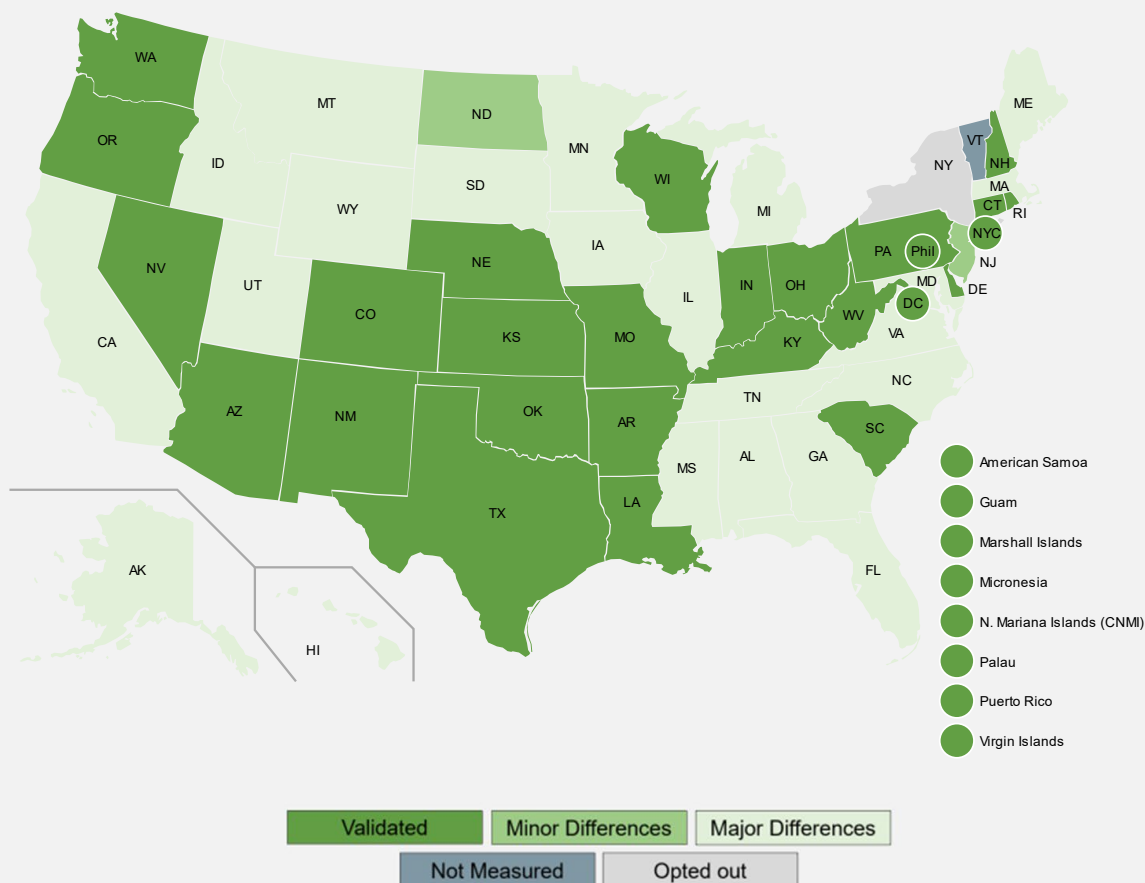 WA
MT
ND
ME
OR
MN
VT
ID
WI
NY
NH
SD
MA
WY
MI
CT
RI
IA
NYC
NE
PA
Phil
NJ
NV
UT
IN
OH
MD
DE
IL
DC
CO
WV
CA
KS
MO
KY
VA
NC
TN
AZ
NM
OK
AR
SC
MS
AL
GA
American Samoa
LA
Guam
TX
Marshall Islands
AK
FL
Micronesia
N. Mariana Islands (CNMI)
HI
Palau
Puerto Rico
Virgin Islands
Validated
Minor Differences
Major Differences
Not Measured
Opted out